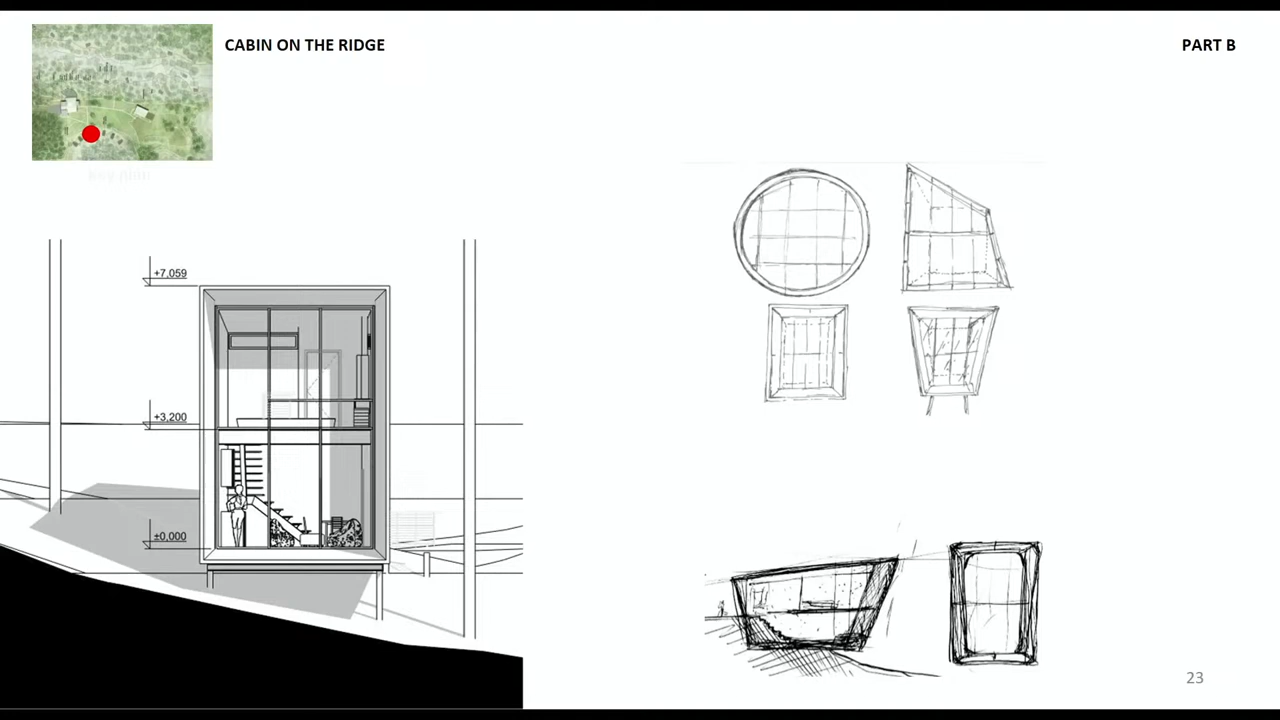 CABIN ON THE RIDGE
PART B
+7.059
+3,200
±0,000
23